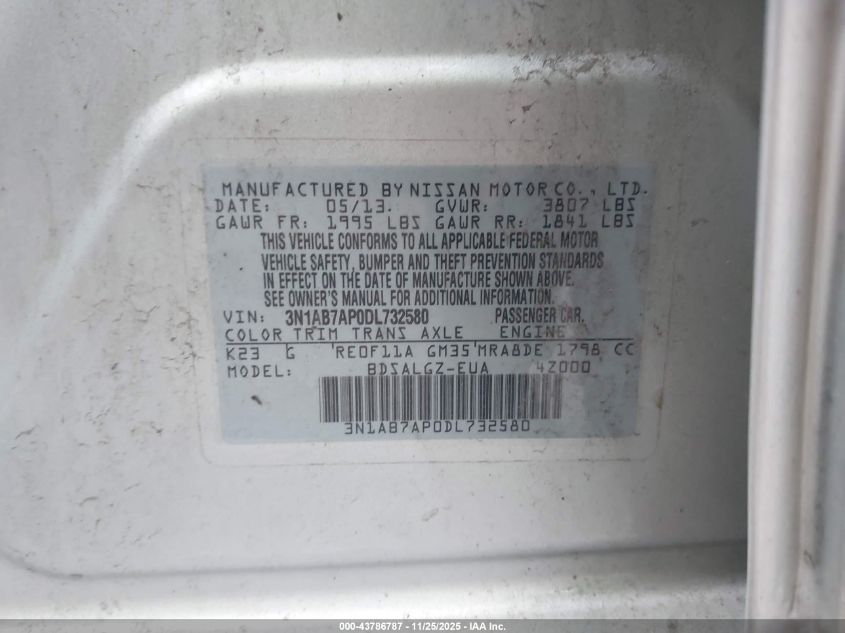 MANUFACTURED BY NISSAN MOTOR CO., LTD.
DATE: 05/13. GVWR: 3807 LBS
GAWR FR: 1995 LBS GAWR RR: 1841 LBS
THIS VEHICLE CONFORMS TO ALL APPLICABLE FEDERAL MOTOR
VEHICLE SAFETY, BUMPER AND THEFT PREVENTION STANDARDS
IN EFFECT ON THE DATE OF MANUFACTURE SHOWN ABOVE.
SEE OWNER'S MANUAL FOR ADDITIONAL INFORMATION.
VIN: 3N1AB7AP0DL732580 PASSENGER CAR.
COLOR TRIM TRANS AXLE ENGINE
K23 G RE0F11A GM35 MRA8DE 1798 CC
MODEL: BDSALGZ-EUA 4Z000
3N1AB7AP0DL732580
000-43786787 - 11/25/2025 - IAA Inc.